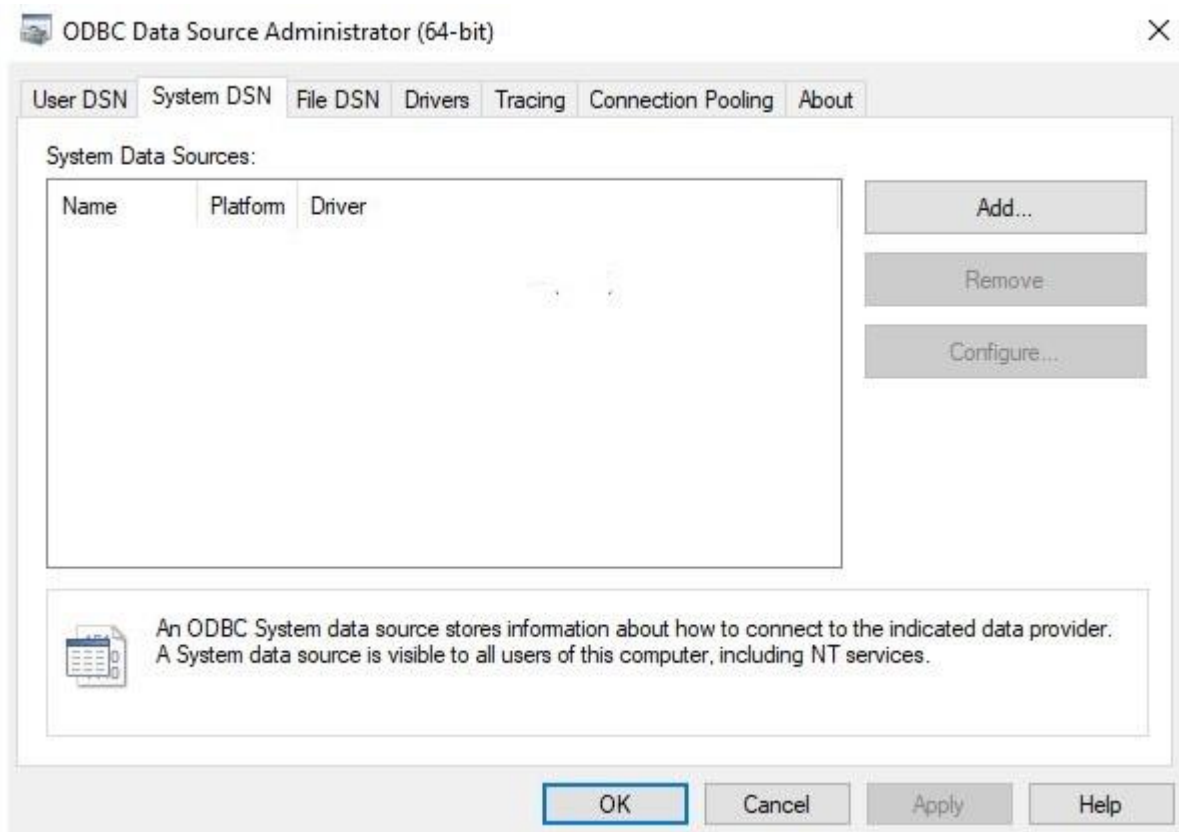 ODBC Data Source Administrator (64-bit)
User DSN System DSN File DSN Drivers Tracing Connection Pooling About
System Data Sources:
Name Platform Driver
Add...
Remove
Configure...
An ODBC System data source stores information about how to connect to the indicated data provider.
A System data source is visible to all users of this computer, including NT services.
OK Cancel Apply Help